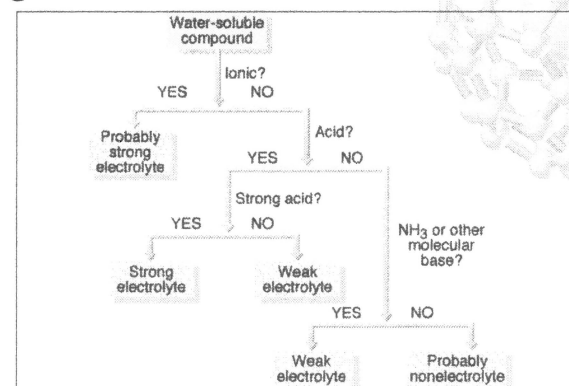 Water-soluble
compound
Ionic?
YES NO
Probably
strong
electrolyte
Acid?
YES NO
Strong acid?
YES NO
Strong
electrolyte
Weak
electrolyte
NH3 or other
molecular
base?
YES NO
Weak
electrolyte
Probably
nonelectrolyte